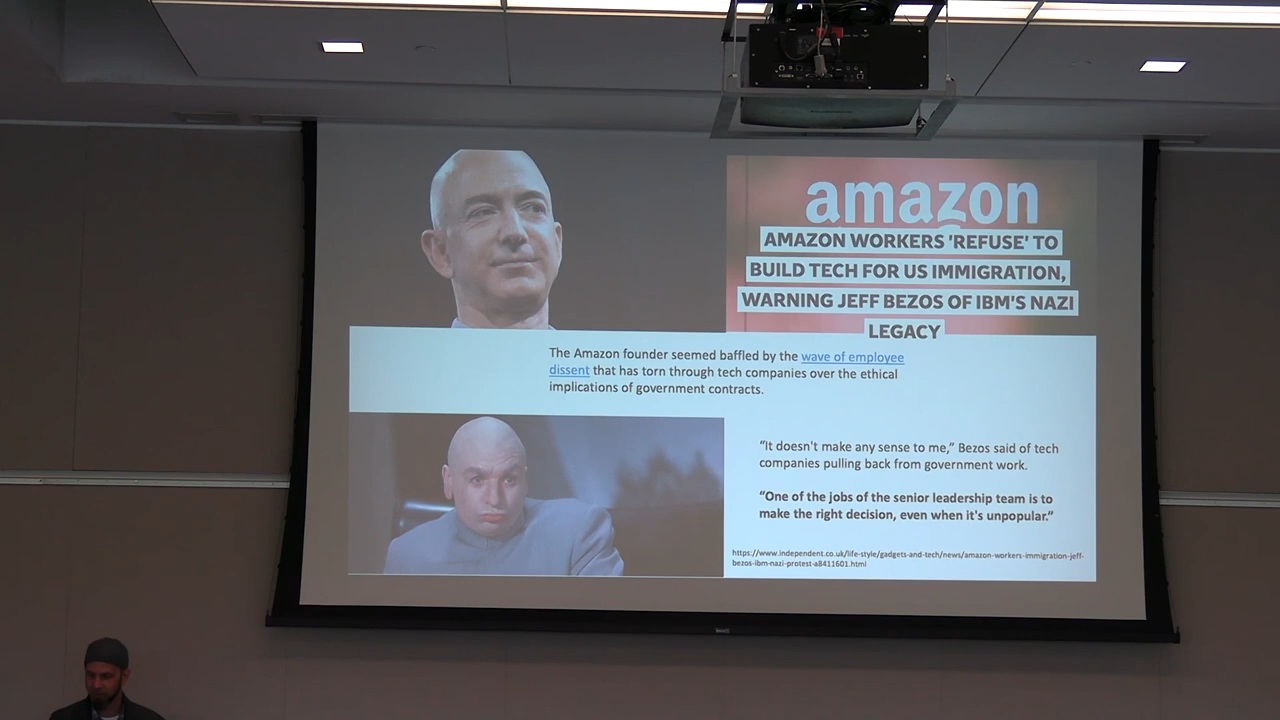 amazon
AMAZON WORKERS 'REFUSE' TO
BUILD TECH FOR US IMMIGRATION,
WARNING JEFF BEZOS OF IBM'S NAZI
LEGACY
The Amazon founder seemed baffled by the wave of employee
dissent that has torn through tech companies over the ethical
implications of government contracts.
“It doesn't make any sense to me,” Bezos said of tech
companies pulling back from government work.
“One of the jobs of the senior leadership team is to
make the right decision, even when it's unpopular.”
https://www.independent.co.uk/life-style/gadgets-and-tech/news/amazon-workers-immigration-jeff-
bezos-ibm-nazi-protest-a8411601.html